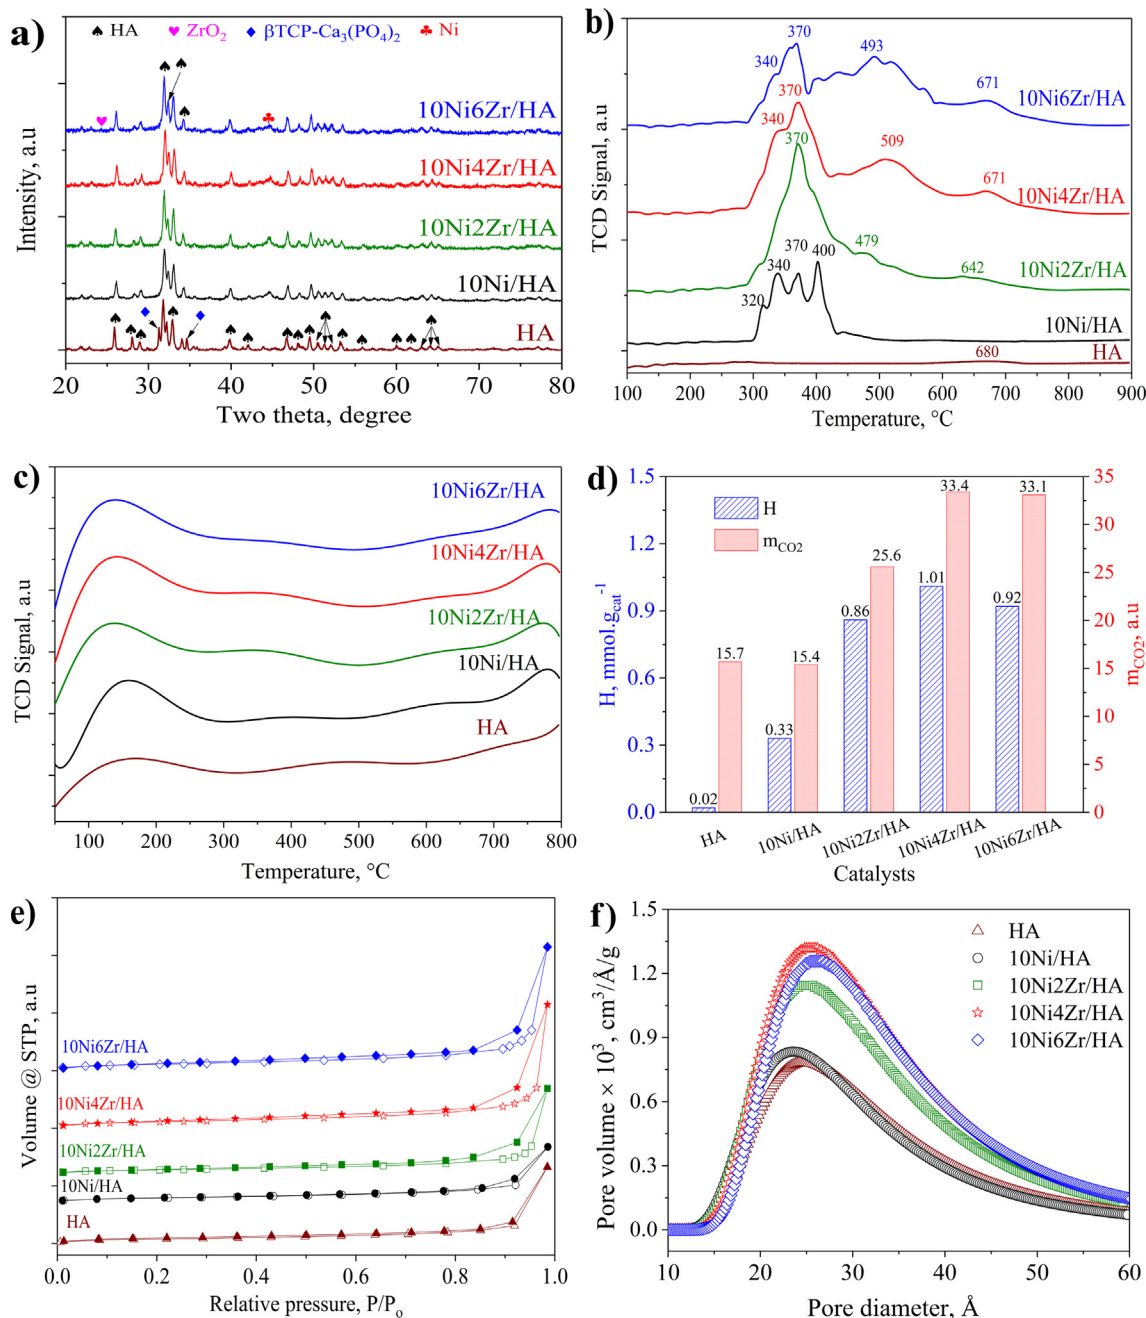 a)
♠ HA ♥ ZrO₂ ♦ βTCP-Ca₃(PO₄)₂ ♣ Ni
10Ni6Zr/HA
10Ni4Zr/HA
10Ni2Zr/HA
10Ni/HA
HA
Intensity, a.u
20 30 40 50 60 70 80
Two theta, degree
b)
370
340
493
671
10Ni6Zr/HA
370
340
509
671
10Ni4Zr/HA
370
479
642
10Ni2Zr/HA
320
340
370
400
10Ni/HA
HA
680
TCD Signal, a.u
100 200 300 400 500 600 700 800 900
Temperature, °C
c)
10Ni6Zr/HA
10Ni4Zr/HA
10Ni2Zr/HA
10Ni/HA
HA
TCD Signal, a.u
100 200 300 400 500 600 700 800
Temperature, °C
d)
H
m_CO2
1.5
1.2
0.9
0.6
0.3
0.0
H, mmol.g_cat⁻¹
35
30
25
20
15
10
5
0
m_CO2, a.u
0.02
15.7
0.33
15.4
0.86
25.6
1.01
33.4
0.92
33.1
HA 10Ni/HA 10Ni2Zr/HA 10Ni4Zr/HA 10Ni6Zr/HA
Catalysts
e)
10Ni6Zr/HA
10Ni4Zr/HA
10Ni2Zr/HA
10Ni/HA
HA
Volume @ STP, a.u
0.0 0.2 0.4 0.6 0.8 1.0
Relative pressure, P/P₀
f)
HA
10Ni/HA
10Ni2Zr/HA
10Ni4Zr/HA
10Ni6Zr/HA
1.5
1.2
0.9
0.6
0.3
0.0
Pore volume × 10³, cm³/Å/g
10 20 30 40 50 60
Pore diameter, Å